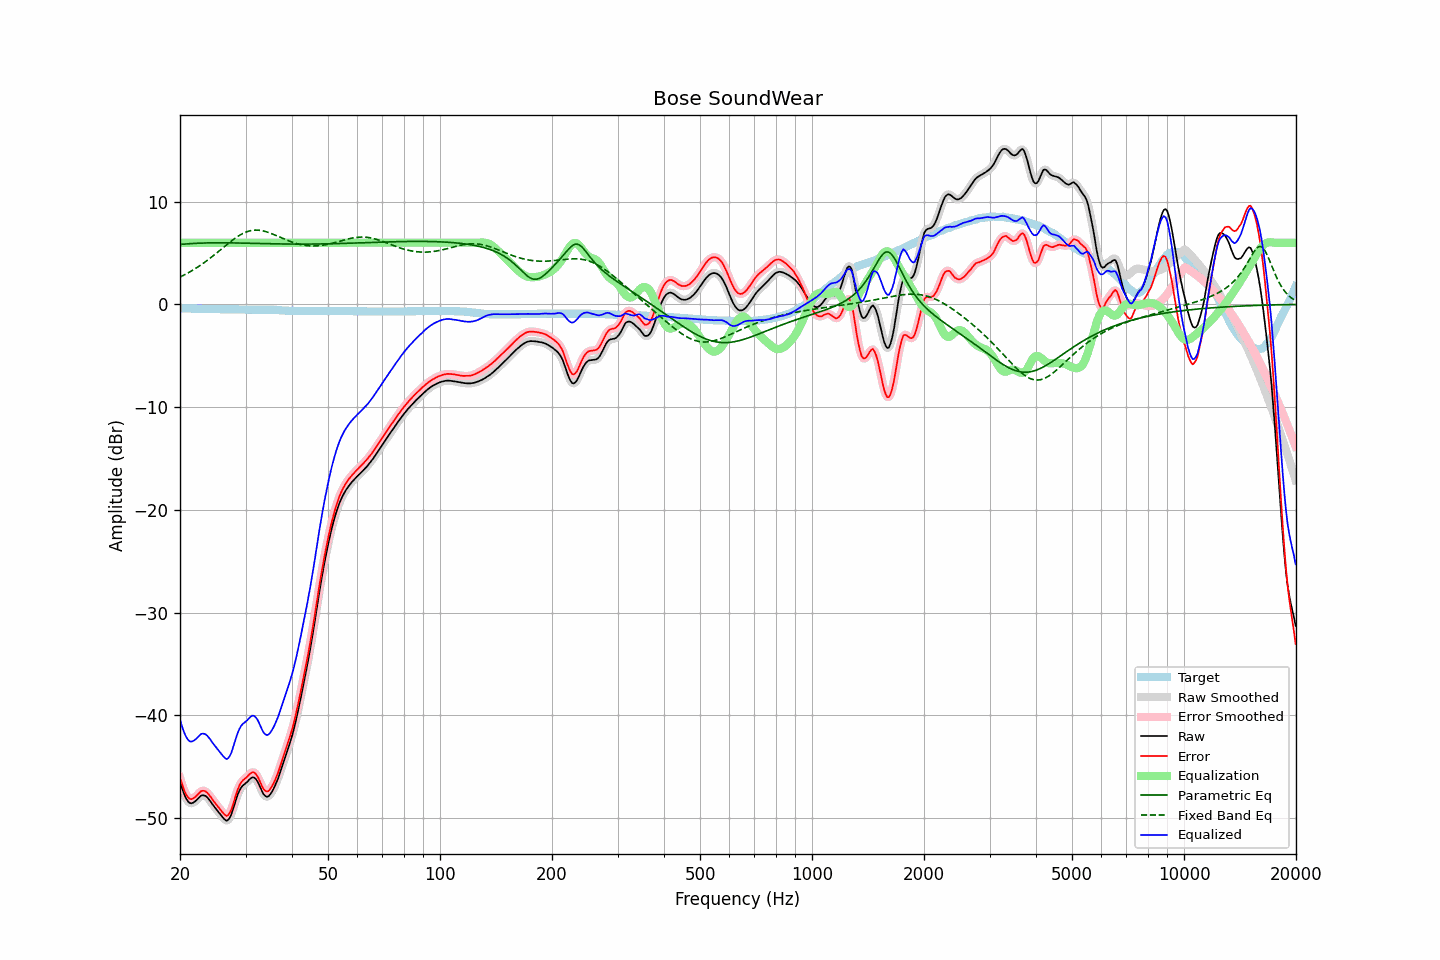 Bose SoundWear
10
0
−10
−20
−30
−40
−50
Amplitude (dBr)
20
50
100
200
500
1000
2000
5000
10000
20000
Frequency (Hz)
Target
Raw Smoothed
Error Smoothed
Raw
Error
Equalization
Parametric Eq
Fixed Band Eq
Equalized